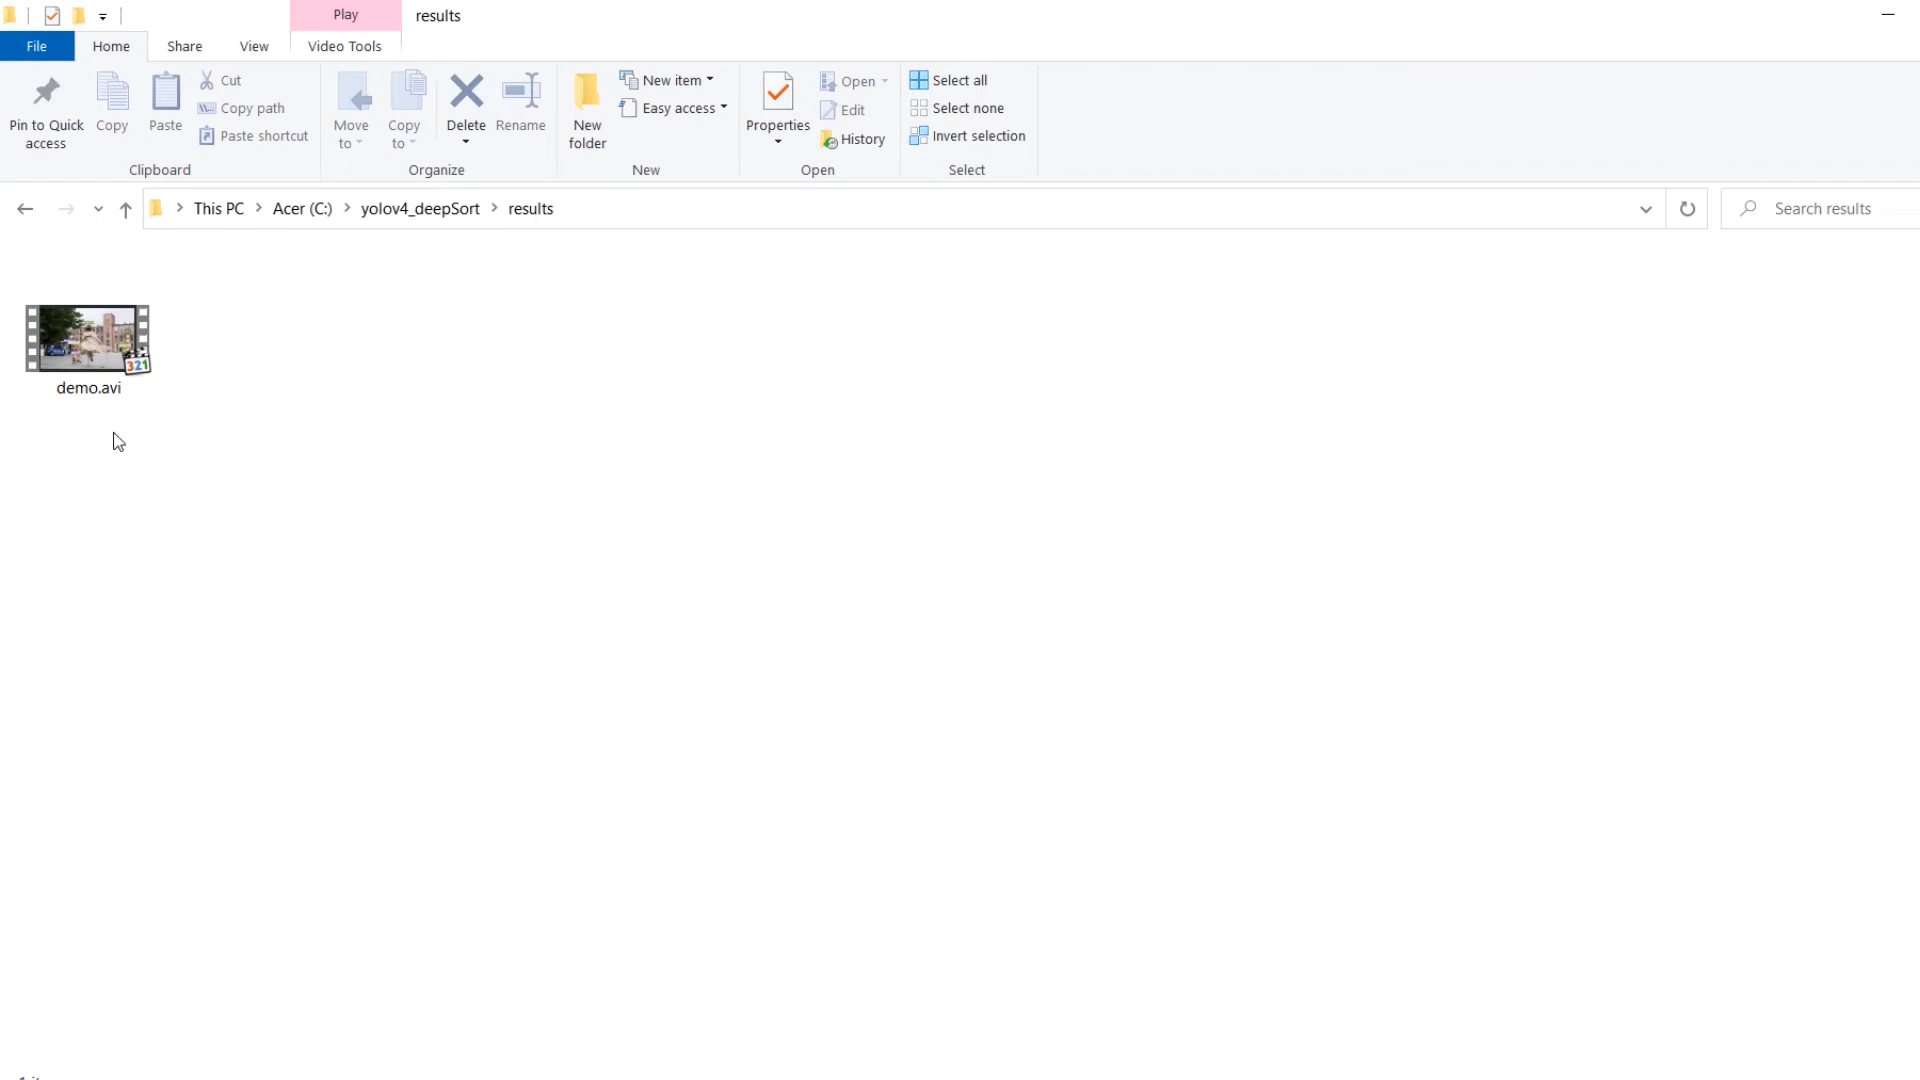 Play
results
File
Home
Share
View
Video Tools
Pin to Quick
access
Copy
Paste
Cut
Copy path
Paste shortcut
Clipboard
Move
to
Copy
to
Delete
Rename
Organize
New
folder
New item
Easy access
New
Properties
Open
Edit
History
Open
Select all
Select none
Invert selection
Select
This PC > Acer (C:) > yolov4_deepSort > results
Search results
321
demo.avi